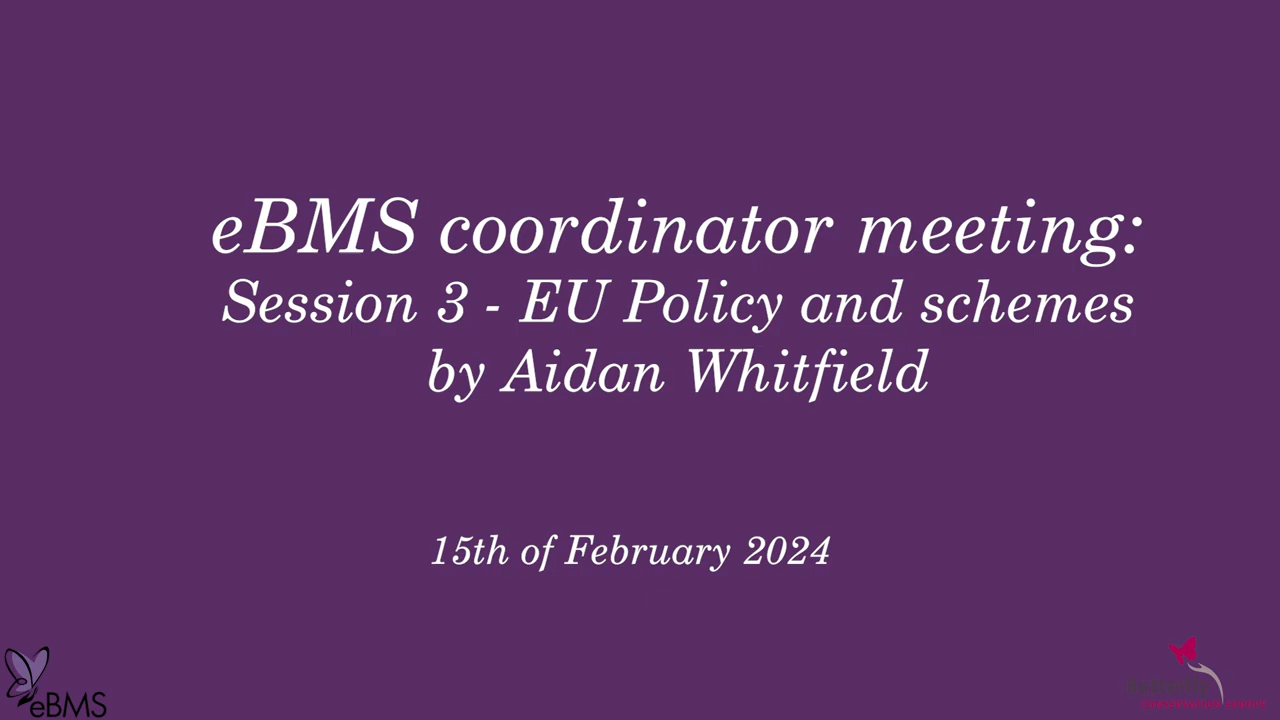 eBMS coordinator meeting:
Session 3 - EU Policy and schemes
by Aidan Whitfield
15th of February 2024
eBMS